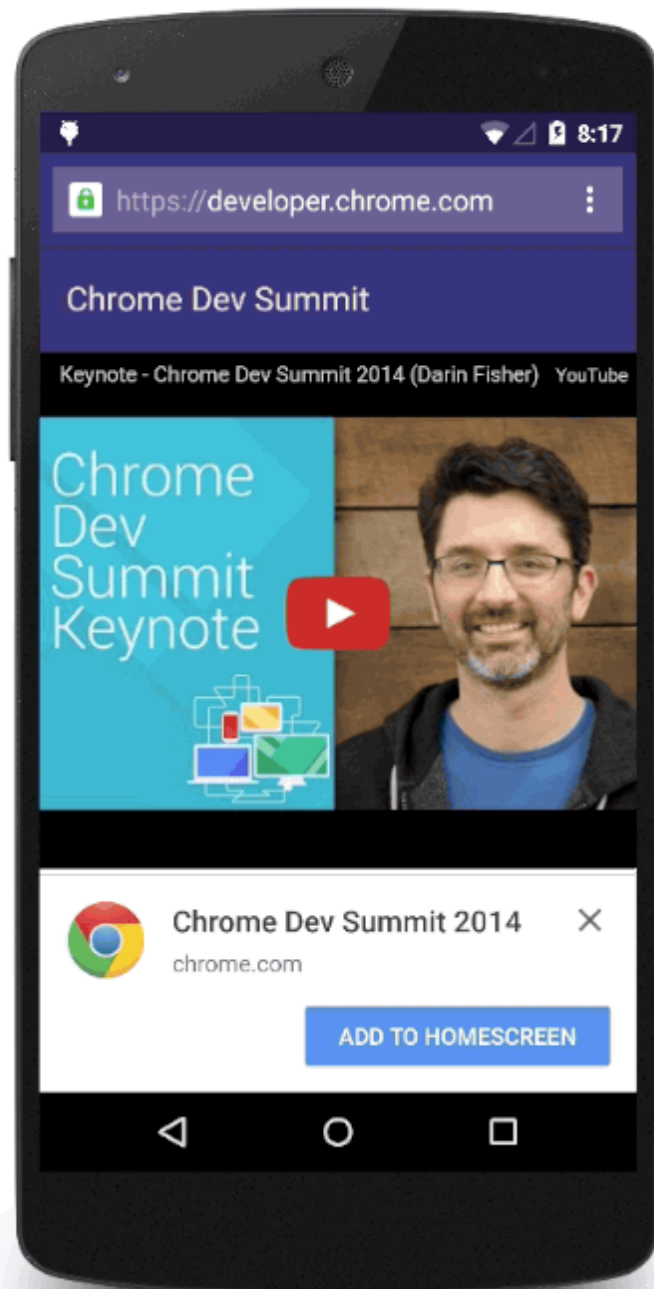 8:17
https://developer.chrome.com
Chrome Dev Summit
Keynote - Chrome Dev Summit 2014 (Darin Fisher) YouTube
Chrome
Dev
Summit
Keynote
Chrome Dev Summit 2014
chrome.com
ADD TO HOMESCREEN